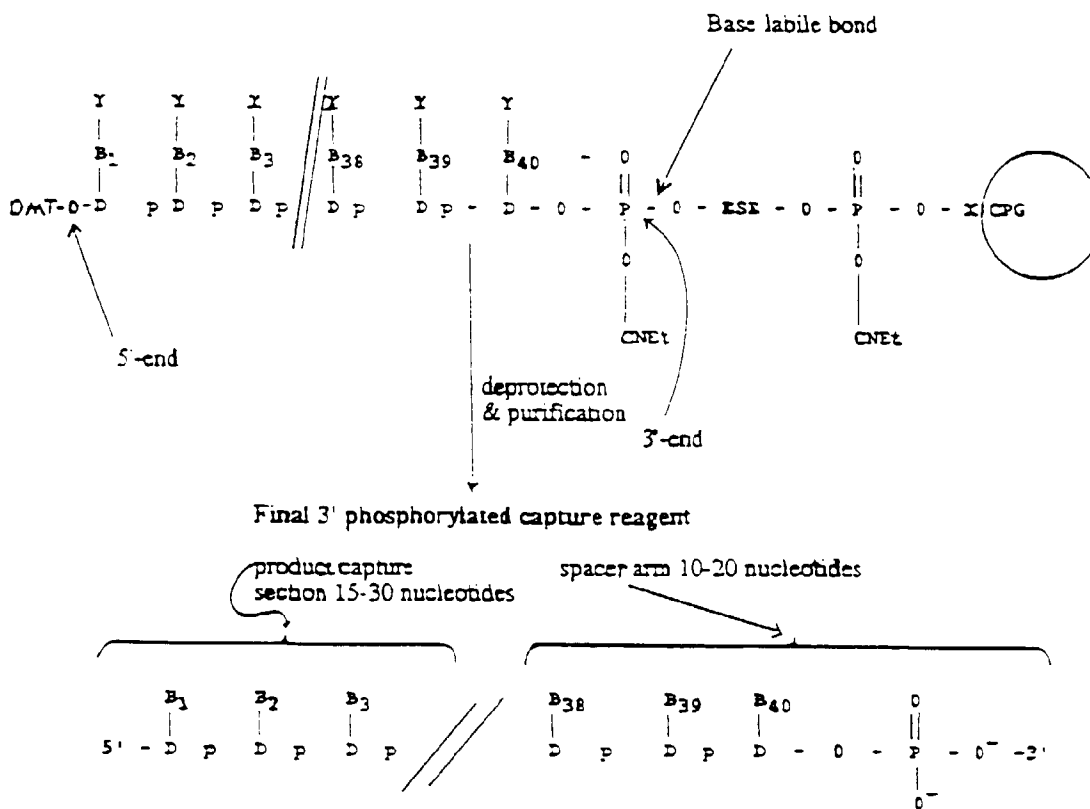 Base labile bond
Y Y Y Y Y Y
B1 B2 B3 B38 B39 B40 - O O
DMT-O-D p D p D p D p D p - D - O - P - O - ESE - O - P - O - X CPG
O O
CNEt CNEt
5'-end
deprotection
& purification
3'-end
Final 3' phosphorylated capture reagent
product capture
section 15-30 nucleotides
spacer arm 10-20 nucleotides
B1 B2 B3 B38 B39 B40 O
5' - D p D p D p D p D p D - O - P - O⁻ -3'
O⁻